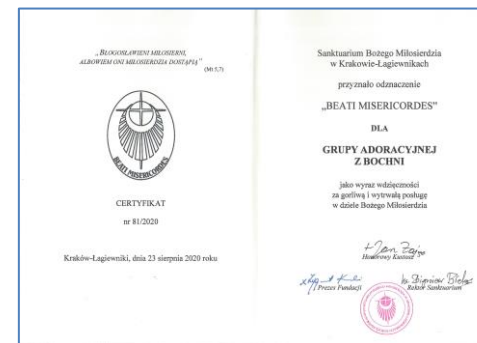 „BŁOGOSŁAWIENI MIŁOSIERNI,
ALBOWIEM ONI MIŁOSIERDZIA DOSTĄPIĄ”
(Mt 5,7)
BEATI MISERICORDES
CERTYFIKAT
nr 81/2020
Kraków-Łagiewniki, dnia 23 sierpnia 2020 roku
Sanktuarium Bożego Miłosierdzia
w Krakowie-Łagiewnikach
przyznało odznaczenie
„BEATI MISERICORDES”
DLA
GRUPY ADORACYJNEJ
Z BOCHNI
jako wyraz wdzięczności
za gorliwą i wytrwałą posługę
w dziele Bożego Miłosierdzia
+ Jan Zając
Honorowy Kustosz
Prezes Fundacji
Rektor Sanktuarium